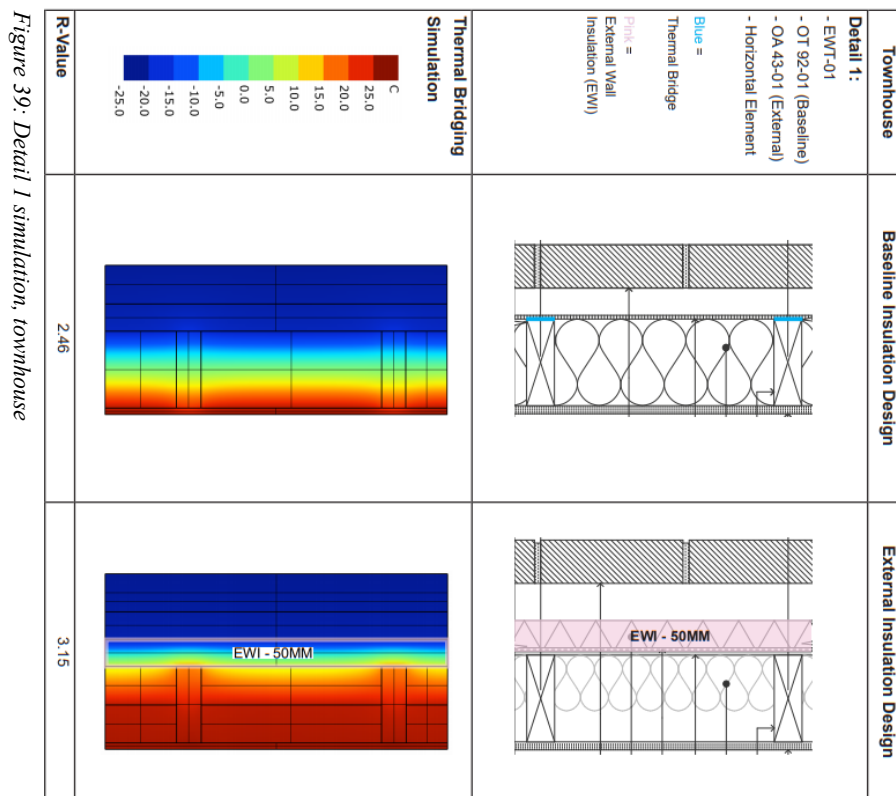 Townhouse
Baseline Insulation Design
External Insulation Design
Detail 1:
- EWT-01
- OT 92-01 (Baseline)
- OA 43-01 (External)
- Horizontal Element
Blue =
Thermal Bridge
Pink =
External Wall
Insulation (EWI)
EWI - 50MM
Thermal Bridging
Simulation
C
25.0
20.0
15.0
10.0
5.0
0.0
-5.0
-10.0
-15.0
-20.0
-25.0
EWI - 50MM
R-Value
2.46
3.15
Figure 39: Detail 1 simulation, townhouse